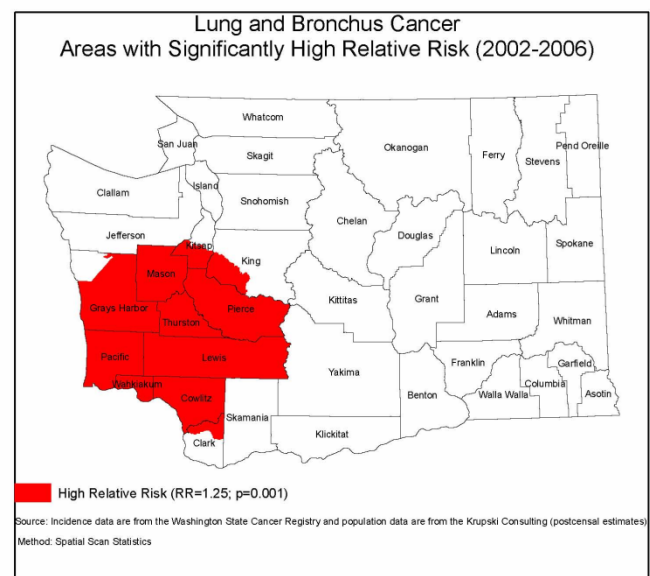 Lung and Bronchus Cancer
Areas with Significantly High Relative Risk (2002-2006)
Whatcom
San Juan
Skagit
Okanogan
Ferry
Stevens
Pend Oreille
Clallam
Island
Snohomish
Chelan
Douglas
Jefferson
Kitsap
King
Lincoln
Spokane
Mason
Grays Harbor
Pierce
Kittitas
Grant
Thurston
Adams
Whitman
Pacific
Lewis
Yakima
Franklin
Garfield
Wahkiakum
Cowlitz
Benton
Walla Walla
Columbia
Asotin
Skamania
Clark
Klickitat
High Relative Risk (RR=1.25; p=0.001)
Source: Incidence data are from the Washington State Cancer Registry and population data are from the Krupski Consulting (postcensal estimates)
Method: Spatial Scan Statistics